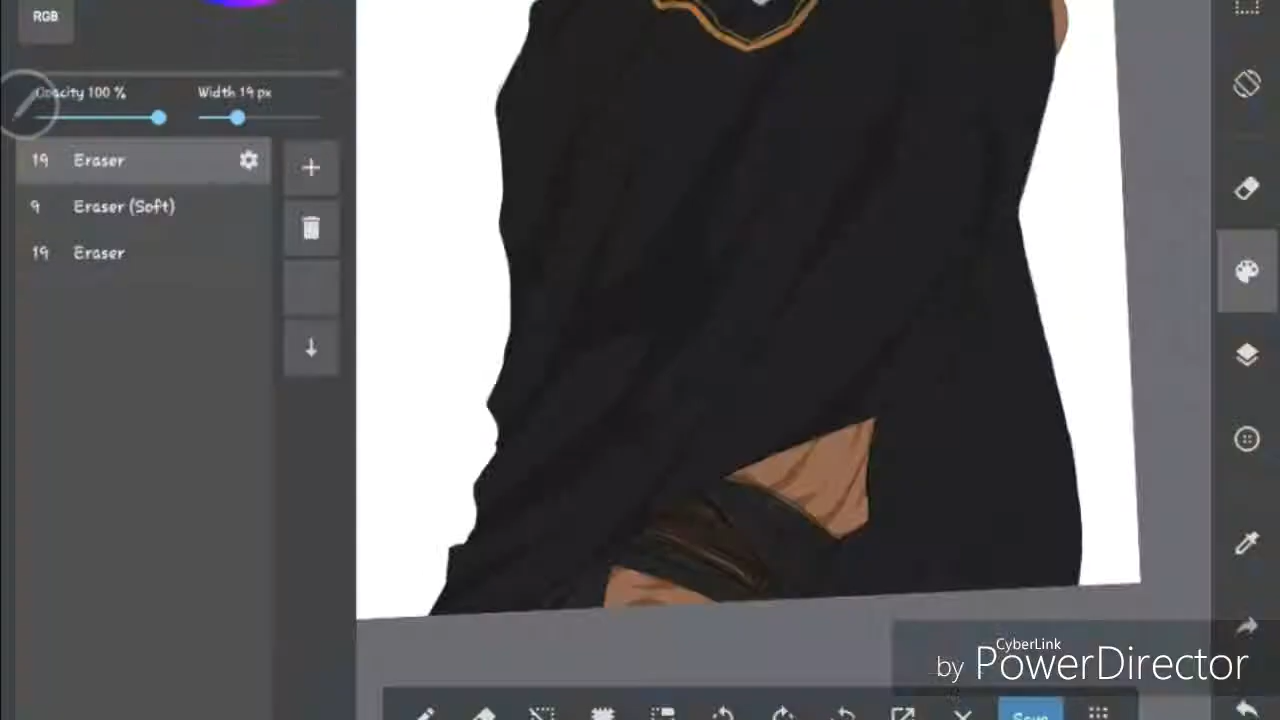 RGB
Opacity 100 %
Width 19 px
19 Eraser
9 Eraser (Soft)
19 Eraser
CyberLink
by PowerDirector
Save